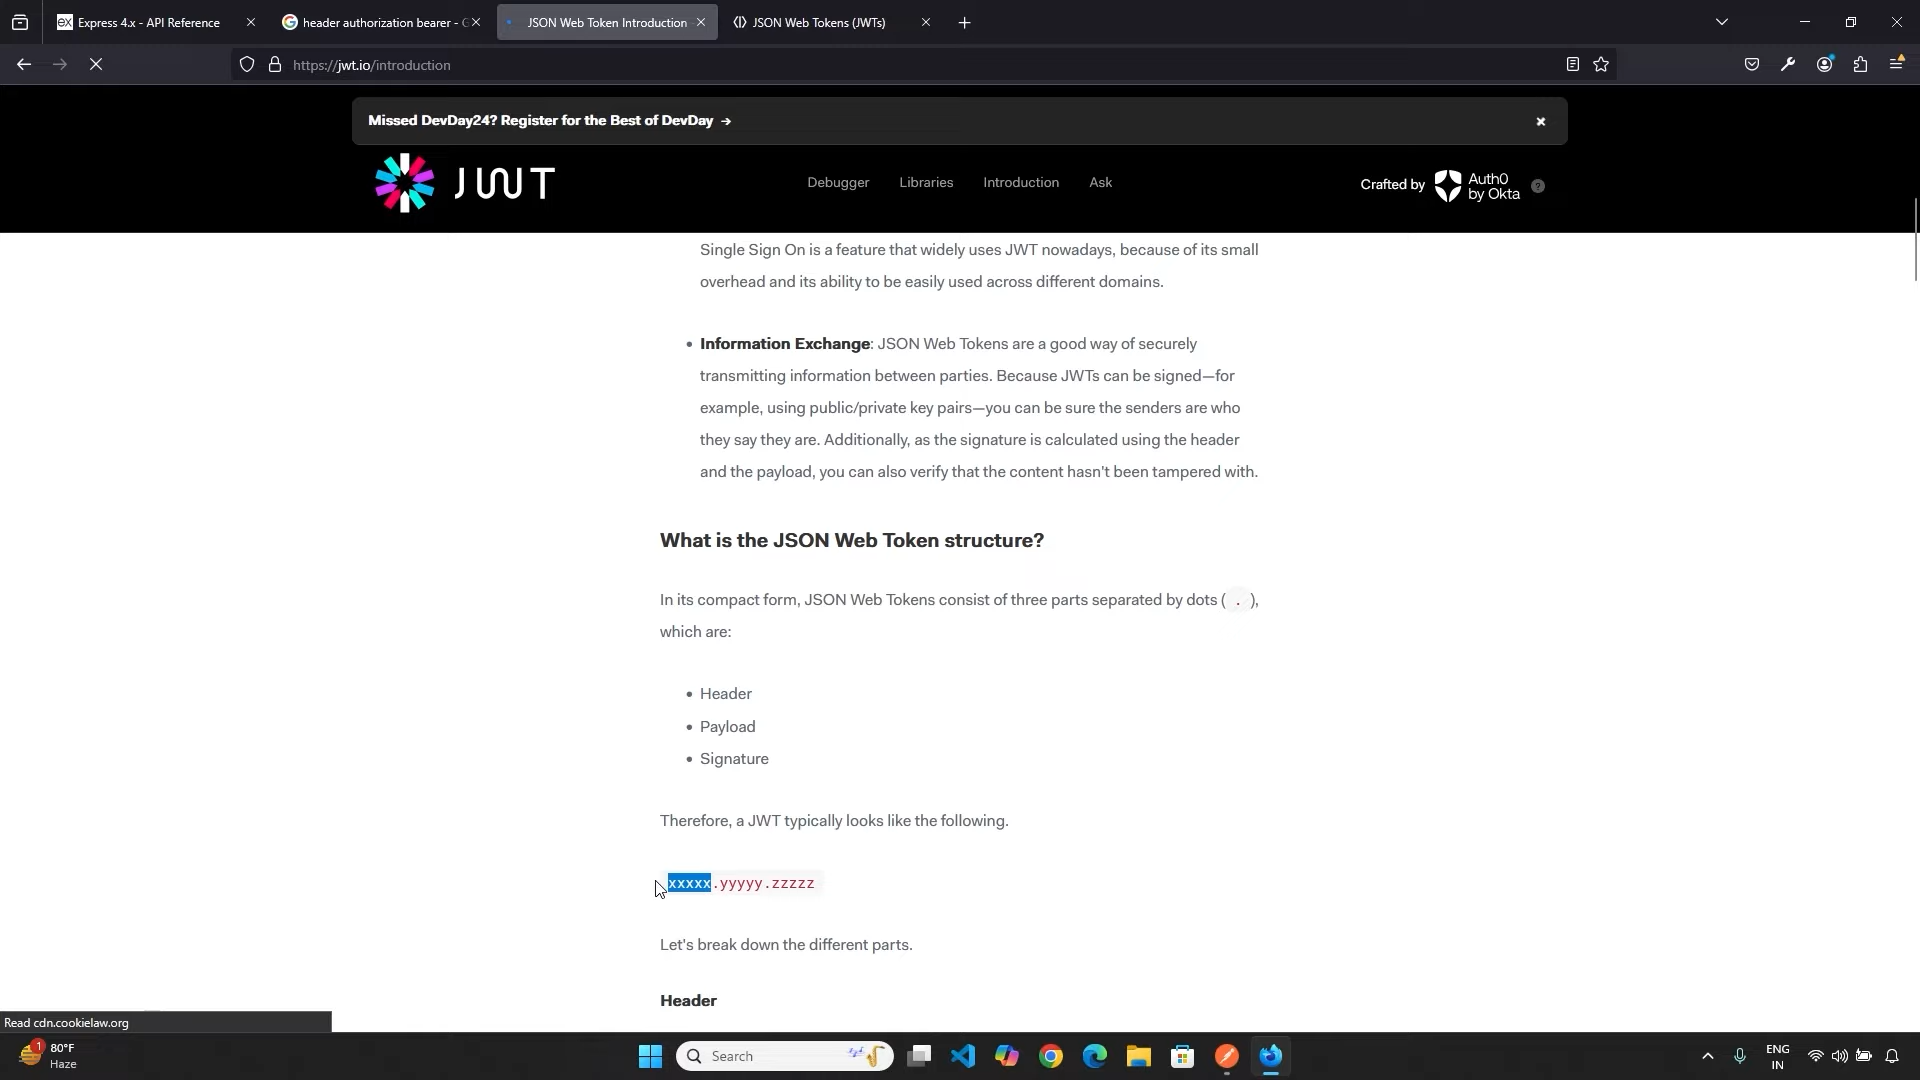 Express 4.x - API Reference
header authorization bearer - G
JSON Web Token Introduction
JSON Web Tokens (JWTs)
https://jwt.io/introduction
Missed DevDay24? Register for the Best of DevDay →
JWT
Debugger
Libraries
Introduction
Ask
Crafted by
Auth0
by Okta
?
Single Sign On is a feature that widely uses JWT nowadays, because of its small
overhead and its ability to be easily used across different domains.
• Information Exchange: JSON Web Tokens are a good way of securely
transmitting information between parties. Because JWTs can be signed—for
example, using public/private key pairs—you can be sure the senders are who
they say they are. Additionally, as the signature is calculated using the header
and the payload, you can also verify that the content hasn't been tampered with.
What is the JSON Web Token structure?
In its compact form, JSON Web Tokens consist of three parts separated by dots ( . ),
which are:
• Header
• Payload
• Signature
Therefore, a JWT typically looks like the following.
xxxxx.yyyyy.zzzzz
Let's break down the different parts.
Header
Read cdn.cookielaw.org
1
80°F
Haze
Search
ENG
IN